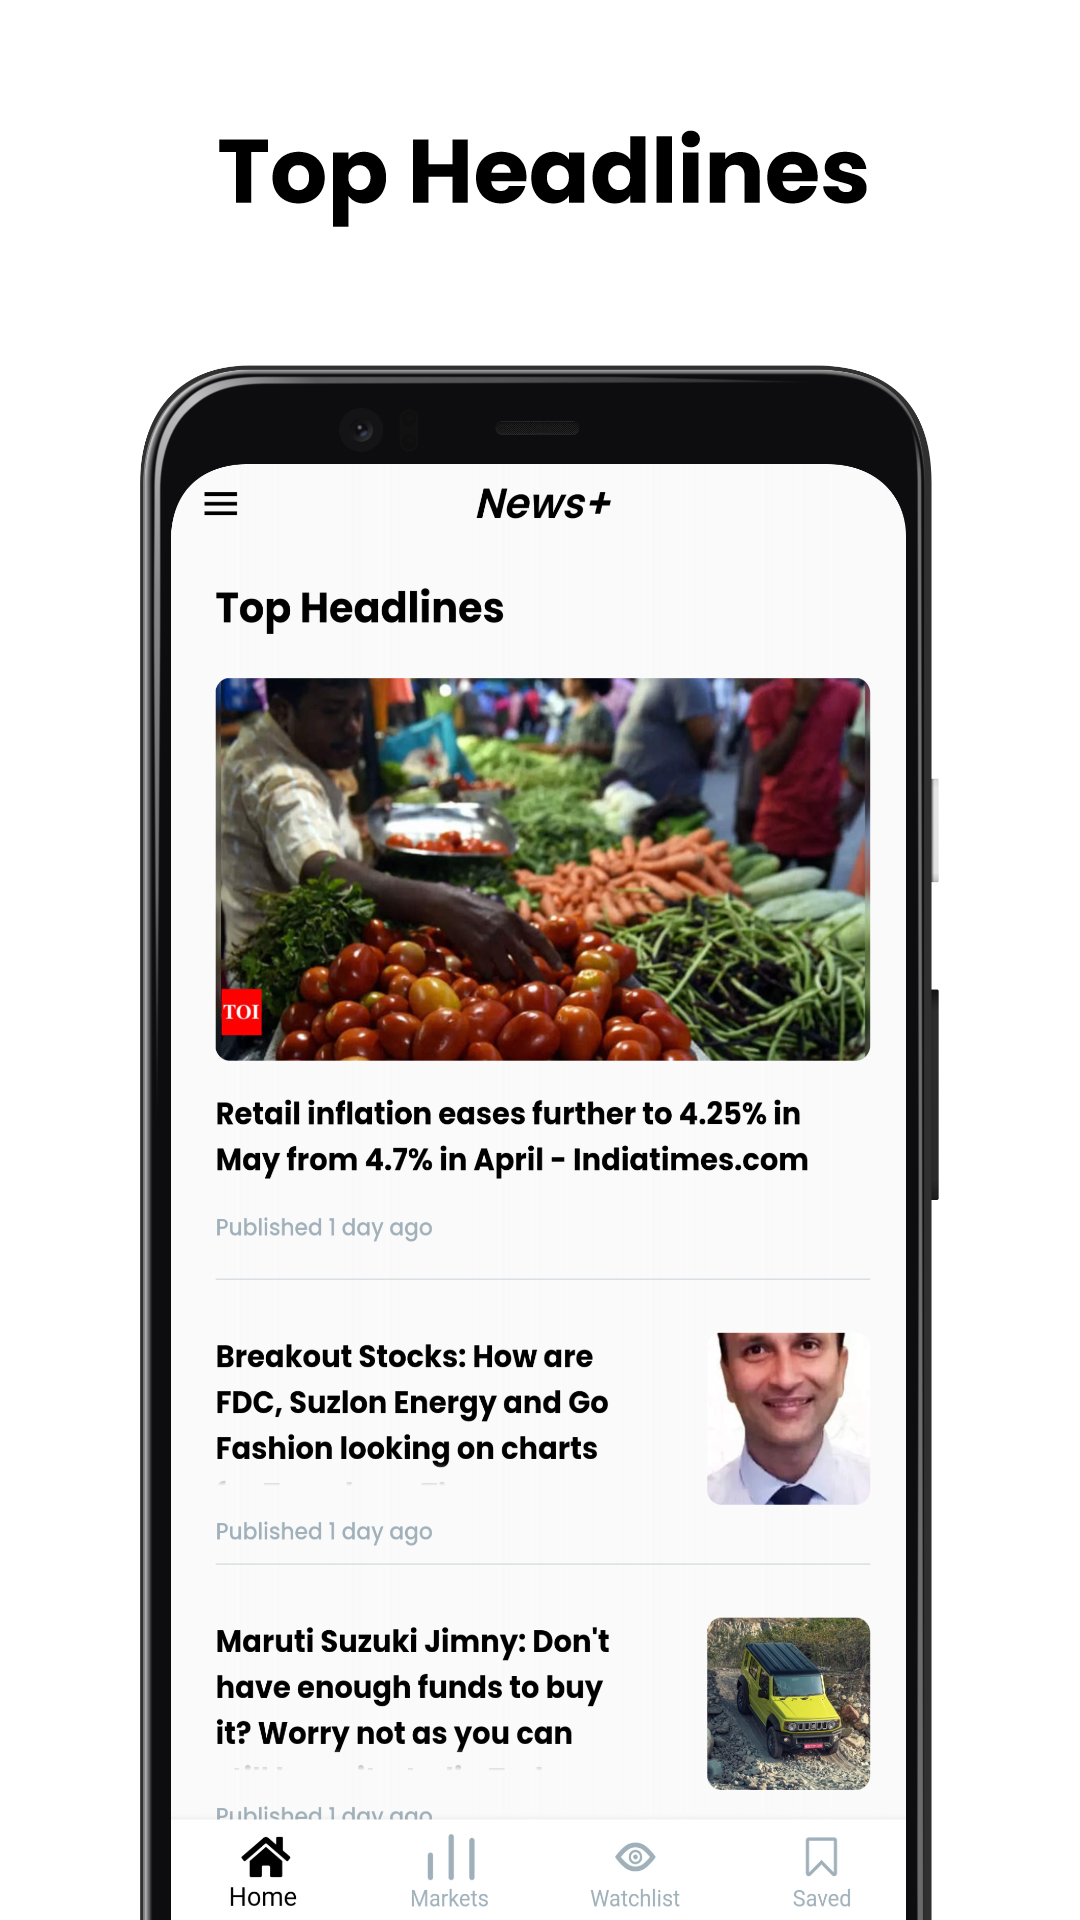 Top Headlines
News+
Top Headlines
TOI
Retail inflation eases further to 4.25% in
May from 4.7% in April - Indiatimes.com
Published 1 day ago
Breakout Stocks: How are
FDC, Suzlon Energy and Go
Fashion looking on charts
Published 1 day ago
Maruti Suzuki Jimny: Don't
have enough funds to buy
it? Worry not as you can
Published 1 day ago
Home
Markets
Watchlist
Saved